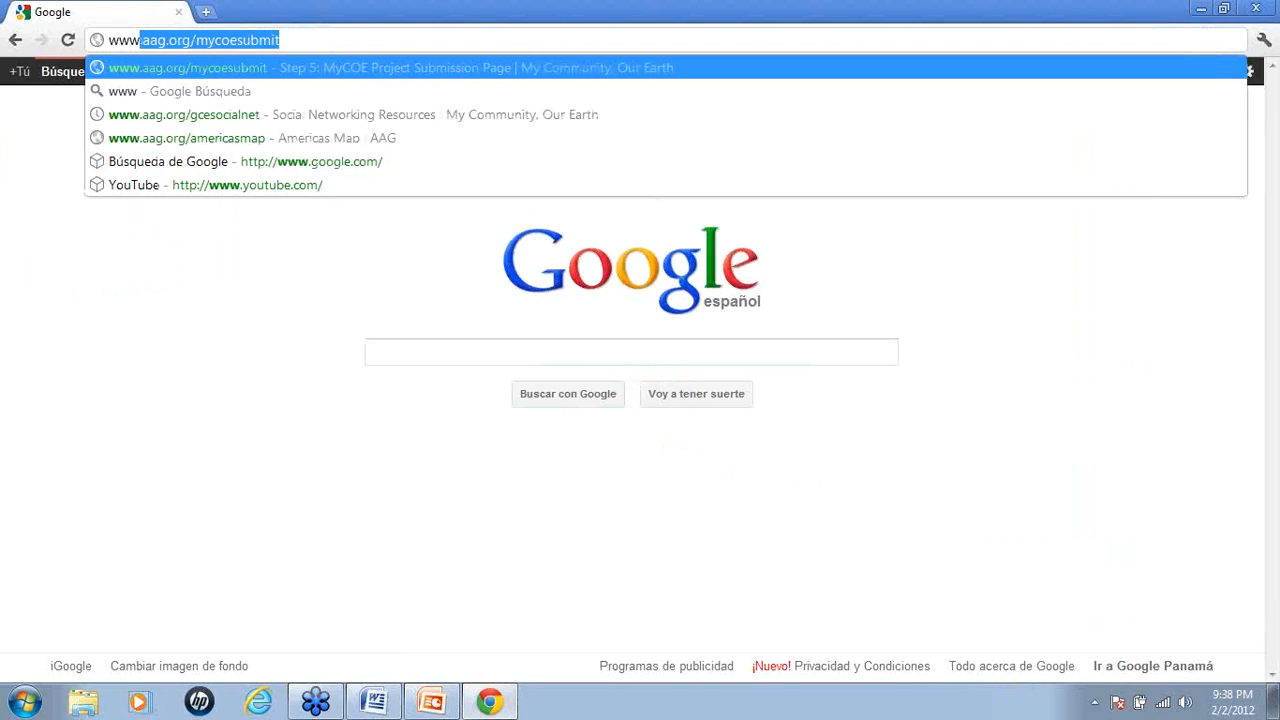 Google
www.aag.org/mycoesubmit
+Tú Búsque
www.aag.org/mycoesubmit - Step 5: MyCOE Project Submission Page | My Community, Our Earth
www - Google Búsqueda
www.aag.org/gcesocialnet - Social Networking Resources My Community, Our Earth
www.aag.org/americasmap - Americas Map AAG
Búsqueda de Google - http://www.google.com/
YouTube - http://www.youtube.com/
Google
español
Buscar con Google Voy a tener suerte
iGoogle Cambiar imagen de fondo Programas de publicidad ¡Nuevo! Privacidad y Condiciones Todo acerca de Google Ir a Google Panamá
hp W P
9:38 PM
2/2/2012